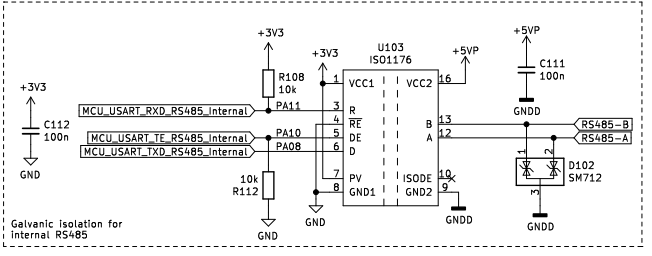 +3V3
+3V3
U103
ISO1176
+5VP
+5VP
C111
100n
GNDD
+3V3
C112
100n
GND
R108
10k
1 VCC1 VCC2 16
MCU_USART_RXD_RS485_Internal PA11 3 R
4 RE B 13 RS485-B
MCU_USART_TE_RS485_Internal PA10 5 DE A 12 RS485-A
MCU_USART_TXD_RS485_Internal PA08 6 D
1 2
D102
SM712
3
GNDD
10k
R112
7 PV ISODE 10
8 GND1 GND2 9
GND
GND
GNDD
Galvanic isolation for
internal RS485